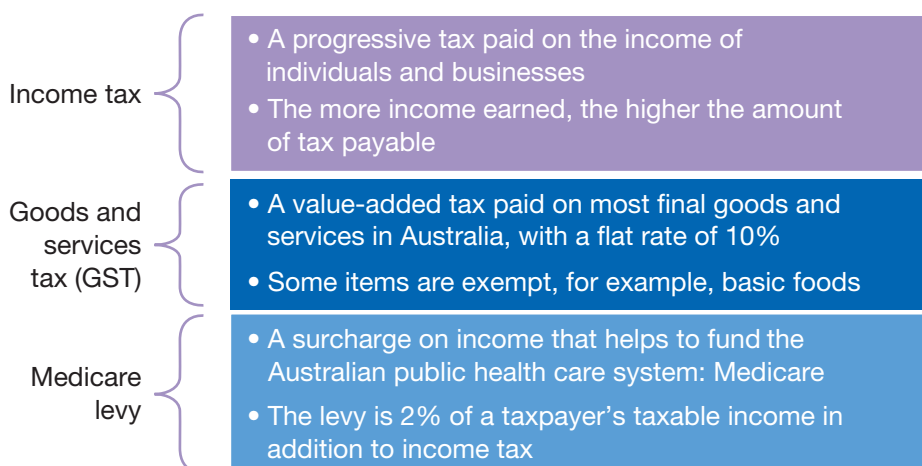 Income tax
• A progressive tax paid on the income of
individuals and businesses
• The more income earned, the higher the amount
of tax payable
Goods and
services
tax (GST)
• A value-added tax paid on most final goods and
services in Australia, with a flat rate of 10%
• Some items are exempt, for example, basic foods
Medicare
levy
• A surcharge on income that helps to fund the
Australian public health care system: Medicare
• The levy is 2% of a taxpayer’s taxable income in
addition to income tax